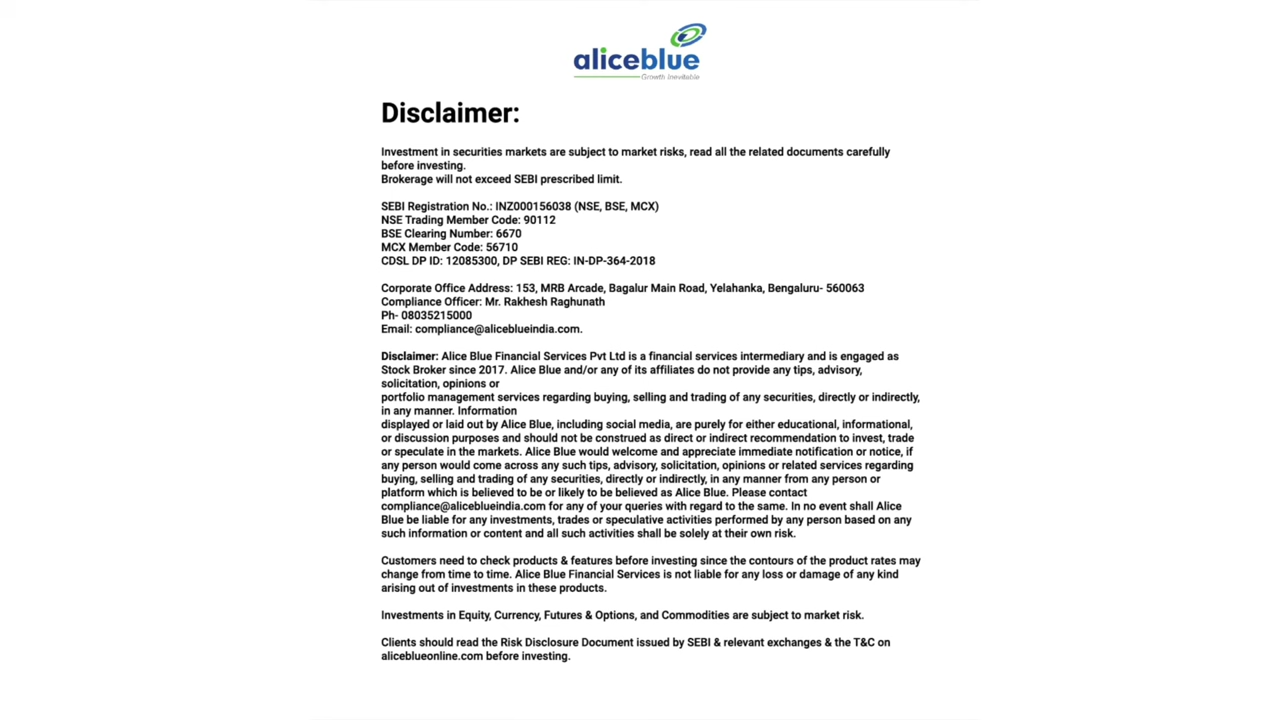 aliceblue
Growth Inevitable
Disclaimer:
Investment in securities markets are subject to market risks, read all the related documents carefully
before investing.
Brokerage will not exceed SEBI prescribed limit.
SEBI Registration No.: INZ000156038 (NSE, BSE, MCX)
NSE Trading Member Code: 90112
BSE Clearing Number: 6670
MCX Member Code: 56710
CDSL DP ID: 12085300, DP SEBI REG: IN-DP-364-2018
Corporate Office Address: 153, MRB Arcade, Bagalur Main Road, Yelahanka, Bengaluru- 560063
Compliance Officer: Mr. Rakhesh Raghunath
Ph- 08035215000
Email: compliance@aliceblueindia.com.
Disclaimer: Alice Blue Financial Services Pvt Ltd is a financial services intermediary and is engaged as
Stock Broker since 2017. Alice Blue and/or any of its affiliates do not provide any tips, advisory,
solicitation, opinions or
portfolio management services regarding buying, selling and trading of any securities, directly or indirectly,
in any manner. Information
displayed or laid out by Alice Blue, including social media, are purely for either educational, informational,
or discussion purposes and should not be construed as direct or indirect recommendation to invest, trade
or speculate in the markets. Alice Blue would welcome and appreciate immediate notification or notice, if
any person would come across any such tips, advisory, solicitation, opinions or related services regarding
buying, selling and trading of any securities, directly or indirectly, in any manner from any person or
platform which is believed to be or likely to be believed as Alice Blue. Please contact
compliance@aliceblueindia.com for any of your queries with regard to the same. In no event shall Alice
Blue be liable for any investments, trades or speculative activities performed by any person based on any
such information or content and all such activities shall be solely at their own risk.
Customers need to check products & features before investing since the contours of the product rates may
change from time to time. Alice Blue Financial Services is not liable for any loss or damage of any kind
arising out of investments in these products.
Investments in Equity, Currency, Futures & Options, and Commodities are subject to market risk.
Clients should read the Risk Disclosure Document issued by SEBI & relevant exchanges & the T&C on
aliceblueonline.com before investing.